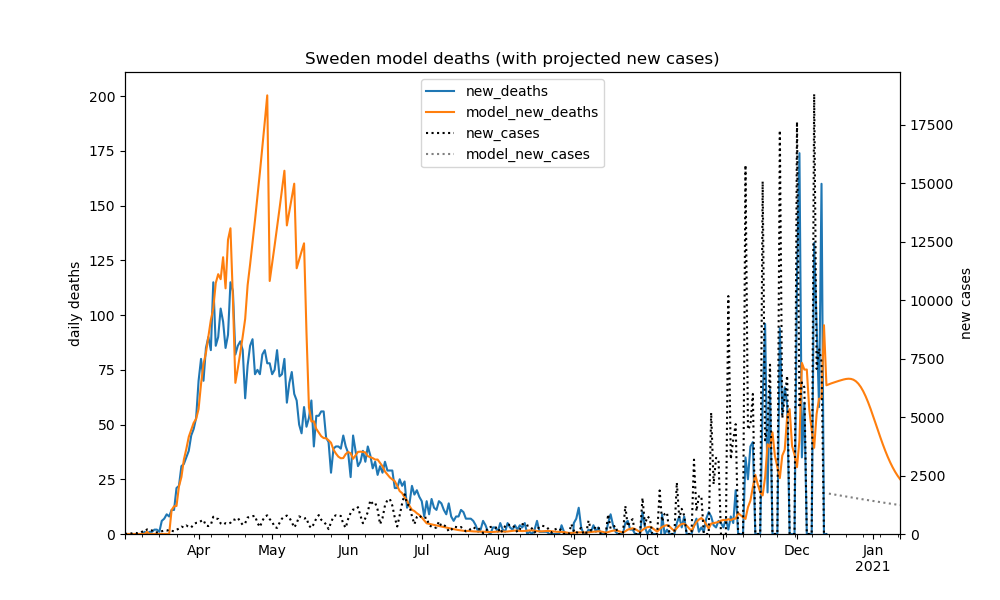 Sweden model deaths (with projected new cases)
new_deaths
model_new_deaths
new_cases
model_new_cases
daily deaths
200
175
150
125
100
75
50
25
0
new cases
17500
15000
12500
10000
7500
5000
2500
0
Apr
May
Jun
Jul
Aug
Sep
Oct
Nov
Dec
Jan
2021